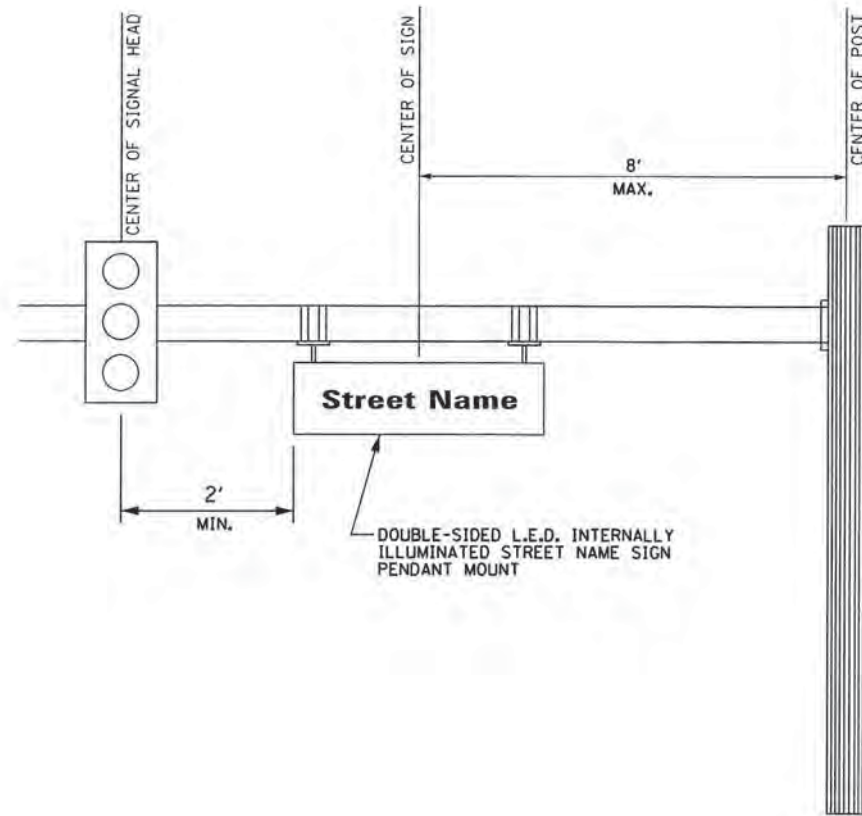 CENTER OF SIGNAL HEAD
CENTER OF SIGN
CENTER OF POST
8'
MAX.
Street Name
2'
MIN.
DOUBLE-SIDED L.E.D. INTERNALLY
ILLUMINATED STREET NAME SIGN
PENDANT MOUNT